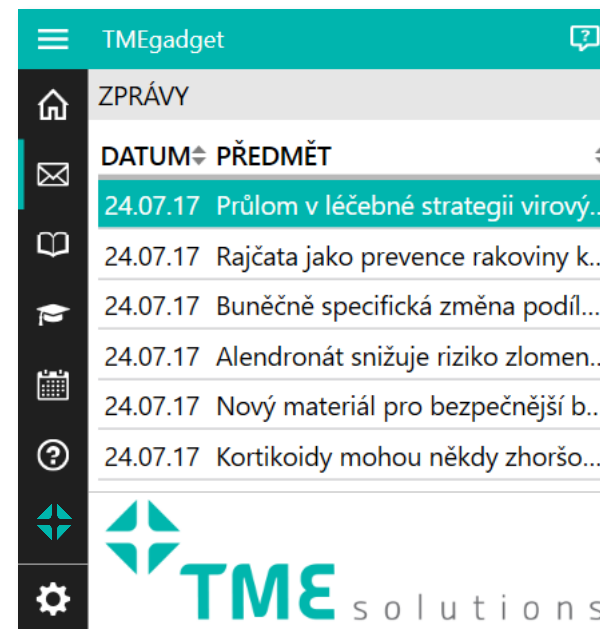 TMEgadget
ZPRÁVY
DATUM PŘEDMĚT
24.07.17 Průlom v léčebné strategii virový...
24.07.17 Rajčata jako prevence rakoviny k...
24.07.17 Buněčně specifická změna podíl...
24.07.17 Alendronát snižuje riziko zlomen...
24.07.17 Nový materiál pro bezpečnější b...
24.07.17 Kortikoidy mohou někdy zhoršo...
TME solutions